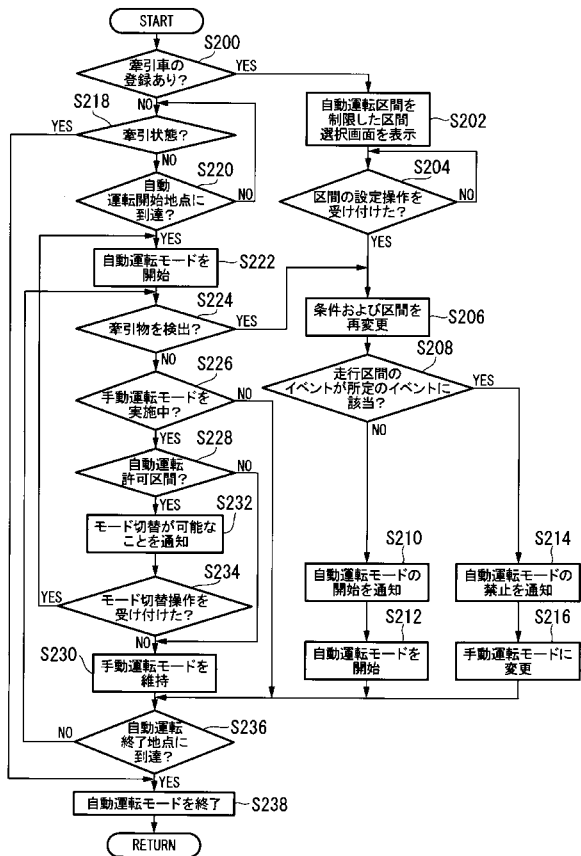 START
S200
牽引車の
登録あり?
YES
NO
S218
YES
牽引状態?
NO
S220
自動
運転開始地点に
到達?
NO
YES
自動運転モードを
開始
S222
S224
牽引物を検出?
YES
NO
S226
手動運転モードを
実施中?
NO
YES
S228
自動運転
許可区間?
NO
YES
S232
モード切替が可能な
ことを通知
S234
YES
モード切替操作を
受け付けた?
NO
S230
手動運転モードを
維持
S236
NO
自動運転
終了地点に
到達?
YES
自動運転モードを終了
S238
RETURN
自動運転区間を
制限した区間
選択画面を表示
S202
S204
区間の設定操作を
受け付けた?
NO
YES
条件および区間を
再変更
S206
S208
走行区間の
イベントが所定のイベントに
該当?
YES
NO
S210
自動運転モードの
開始を通知
S212
自動運転モードを
開始
S214
自動運転モードの
禁止を通知
S216
手動運転モードに
変更